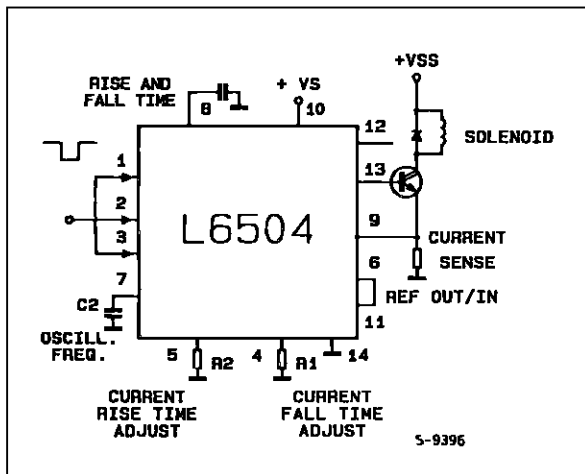 +VSS
RISE AND
FALL TIME
+ VS
8
10
12
SOLENOID
1
13
2
L6504
9
CURRENT
SENSE
3
6
7
REF OUT/IN
C2
11
OSCILL.
FREQ.
5
R2
4
R1
14
CURRENT
RISE TIME
ADJUST
CURRENT
FALL TIME
ADJUST
S-9396